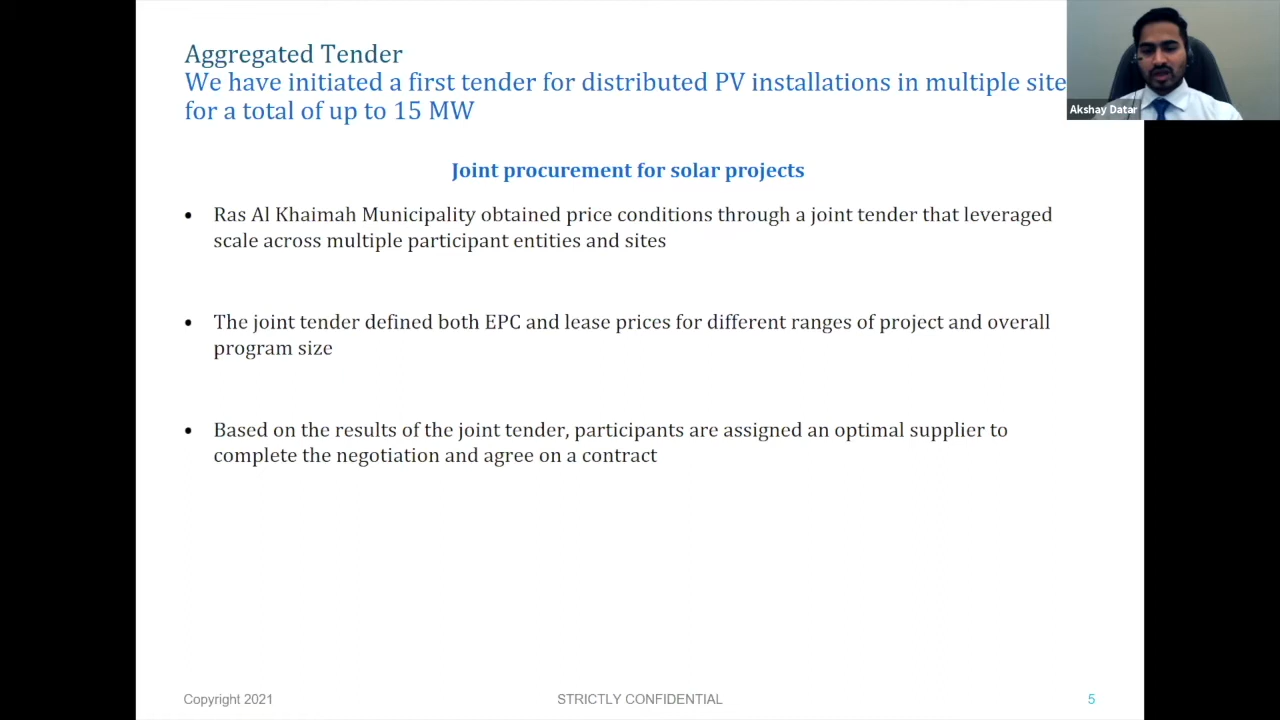 Aggregated Tender
We have initiated a first tender for distributed PV installations in multiple site
for a total of up to 15 MW
Akshay Datar
Joint procurement for solar projects
• Ras Al Khaimah Municipality obtained price conditions through a joint tender that leveraged
scale across multiple participant entities and sites
• The joint tender defined both EPC and lease prices for different ranges of project and overall
program size
• Based on the results of the joint tender, participants are assigned an optimal supplier to
complete the negotiation and agree on a contract
Copyright 2021
STRICTLY CONFIDENTIAL
5